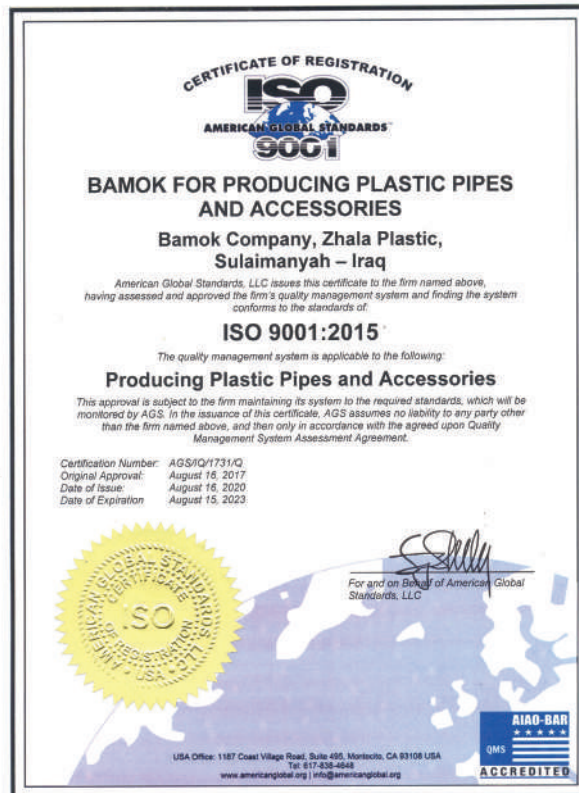 CERTIFICATE OF REGISTRATION
ISO
AMERICAN GLOBAL STANDARDS™
9001
BAMOK FOR PRODUCING PLASTIC PIPES
AND ACCESSORIES
Bamok Company, Zhala Plastic,
Sulaimanyah – Iraq
American Global Standards, LLC issues this certificate to the firm named above,
having assessed and approved the firm's quality management system and finding the system
conforms to the standards of:
ISO 9001:2015
The quality management system is applicable to the following:
Producing Plastic Pipes and Accessories
This approval is subject to the firm maintaining its system to the required standards, which will be
monitored by AGS. In the issuance of this certificate, AGS assumes no liability to any party other
than the firm named above, and then only in accordance with the agreed upon Quality
Management System Assessment Agreement.
Certification Number: AGS/IQ/1731/Q
Original Approval: August 16, 2017
Date of Issue: August 16, 2020
Date of Expiration August 15, 2023
For and on Behalf of American Global
Standards, LLC
AMERICAN GLOBAL STANDARDS, LLC
CERTIFICATE
ISO
OF REGISTRATION
USA
AIAO-BAR
QMS
ACCREDITED
USA Office: 1187 Coast Village Road, Suite 495, Montecito, CA 93108 USA
Tel: 617-838-4648
www.americanglobal.org | info@americanglobal.org